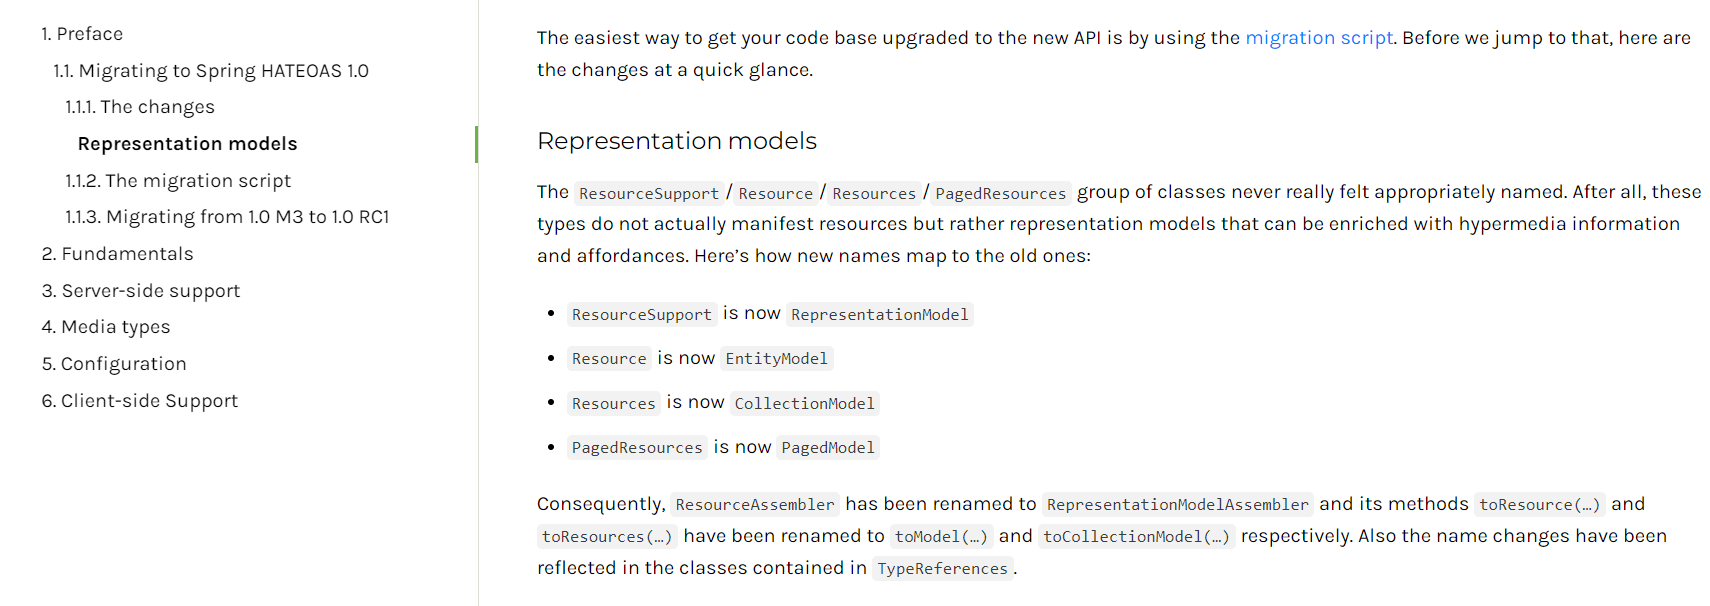 1. Preface
1.1. Migrating to Spring HATEOAS 1.0
1.1.1. The changes
Representation models
1.1.2. The migration script
1.1.3. Migrating from 1.0 M3 to 1.0 RC1
2. Fundamentals
3. Server-side support
4. Media types
5. Configuration
6. Client-side Support
The easiest way to get your code base upgraded to the new API is by using the migration script. Before we jump to that, here are
the changes at a quick glance.
Representation models
The ResourceSupport / Resource / Resources / PagedResources group of classes never really felt appropriately named. After all, these
types do not actually manifest resources but rather representation models that can be enriched with hypermedia information
and affordances. Here’s how new names map to the old ones:
• ResourceSupport is now RepresentationModel
• Resource is now EntityModel
• Resources is now CollectionModel
• PagedResources is now PagedModel
Consequently, ResourceAssembler has been renamed to RepresentationModelAssembler and its methods toResource(…) and
toResources(…) have been renamed to toModel(…) and toCollectionModel(…) respectively. Also the name changes have been
reflected in the classes contained in TypeReferences.